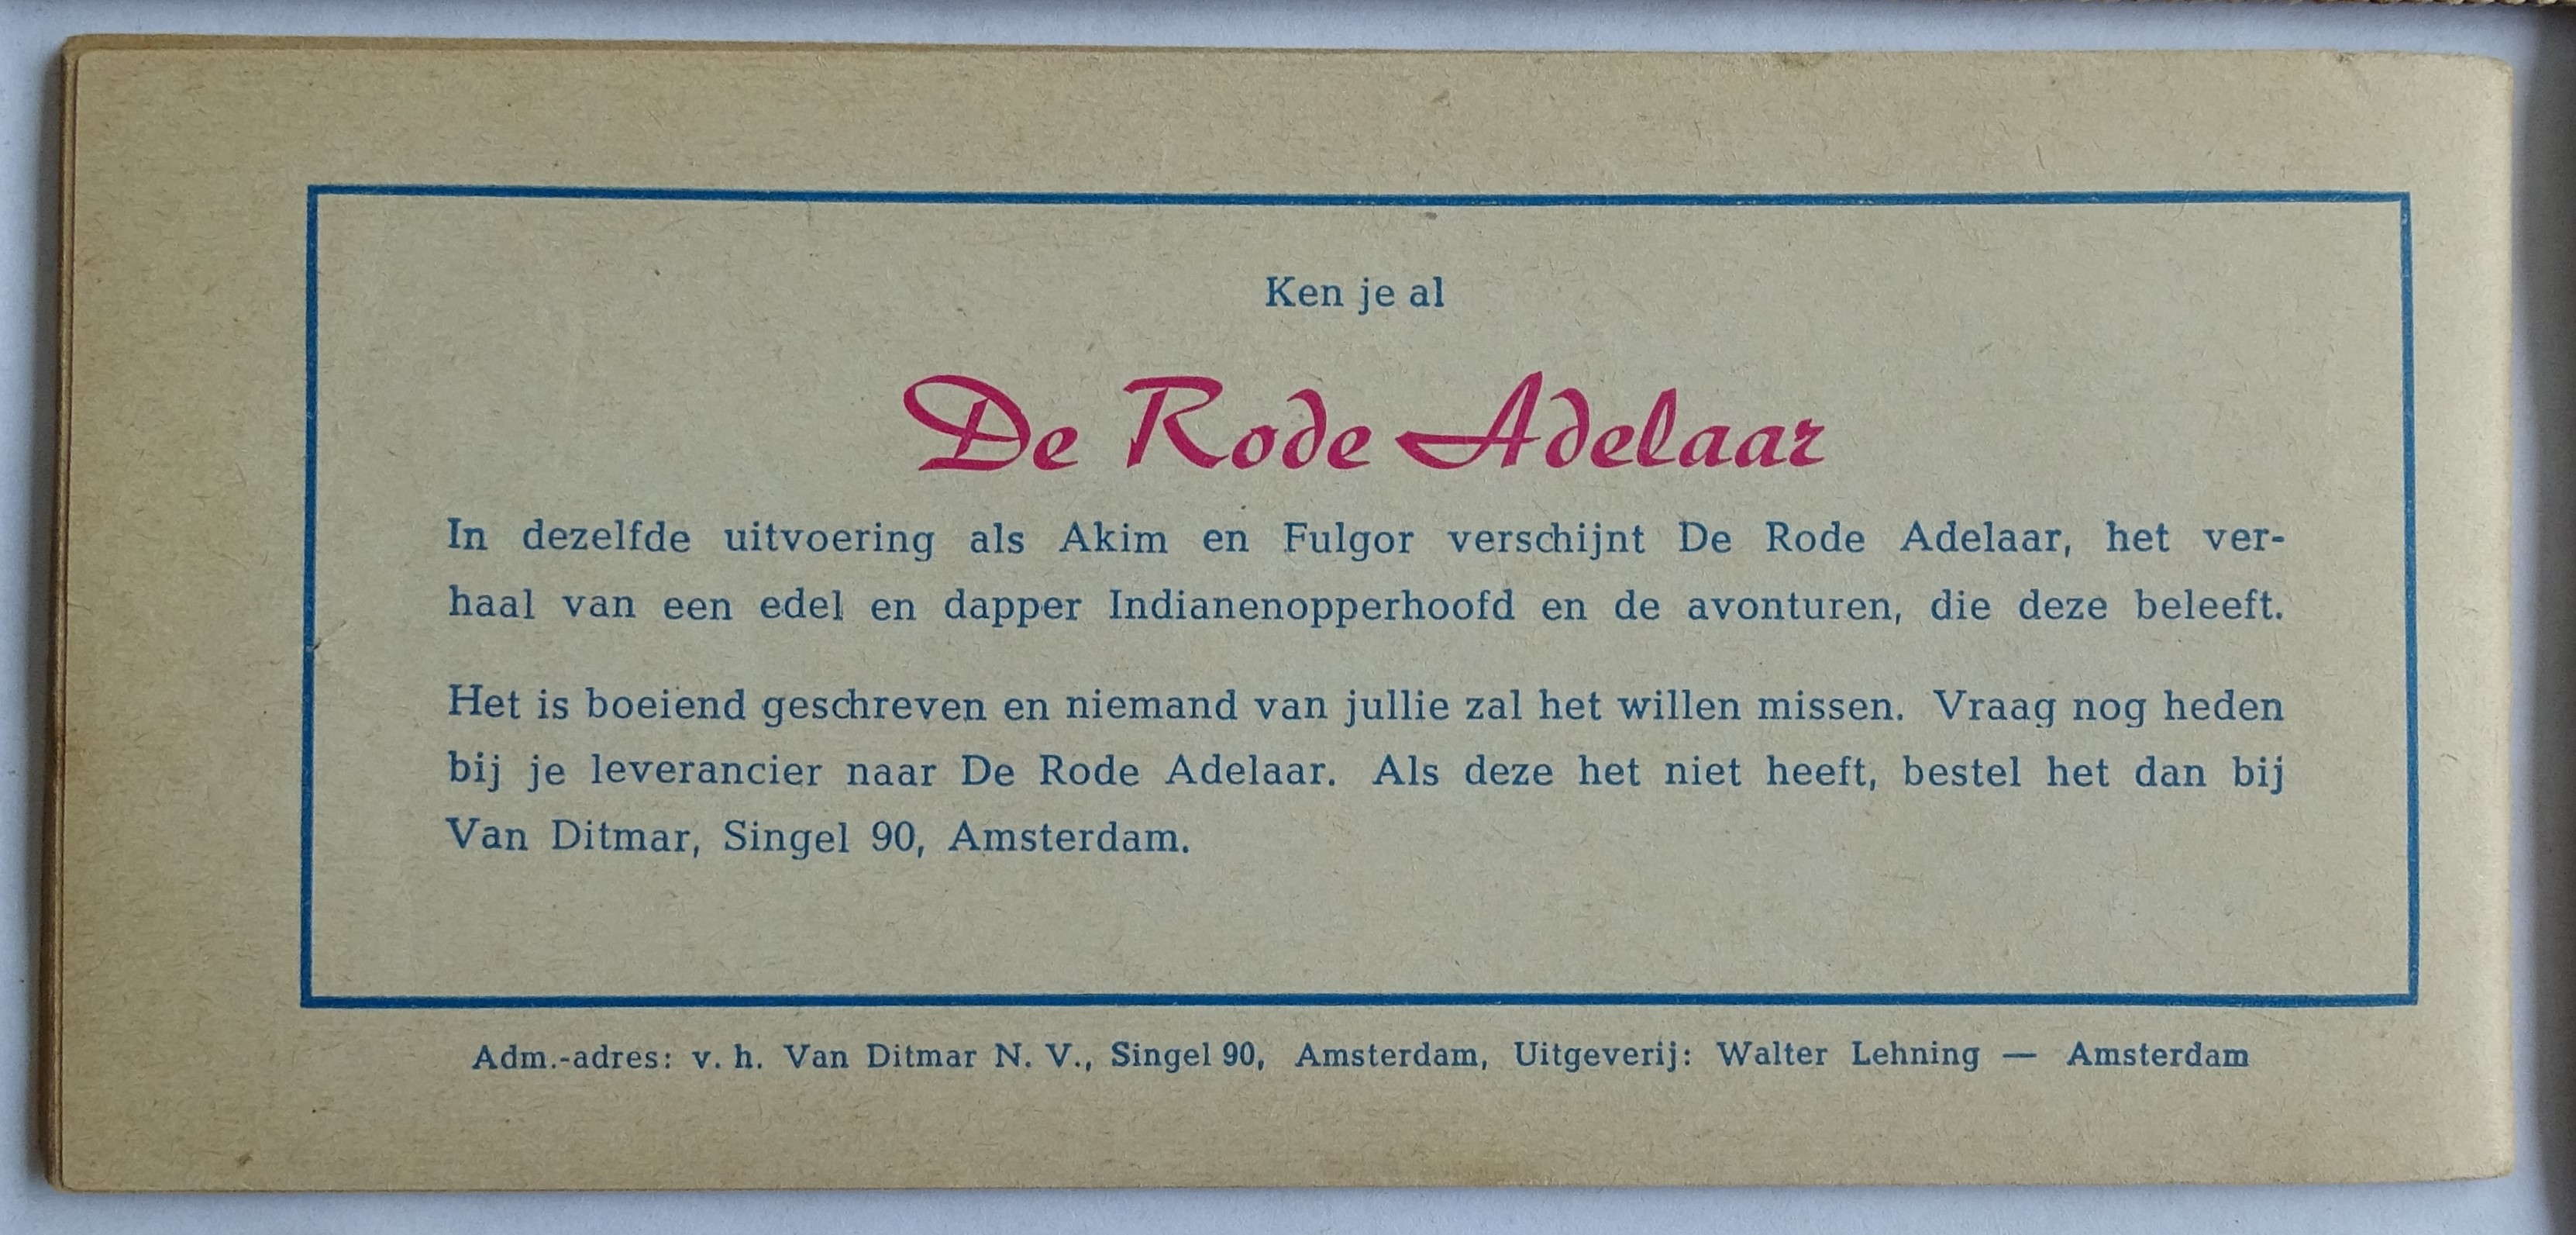 Ken je al
De Rode Adelaar
In dezelfde uitvoering als Akim en Fulgor verschijnt De Rode Adelaar, het ver-
haal van een edel en dapper Indianenopperhoofd en de avonturen, die deze beleeft.
Het is boeiend geschreven en niemand van jullie zal het willen missen. Vraag nog heden
bij je leverancier naar De Rode Adelaar. Als deze het niet heeft, bestel het dan bij
Van Ditmar, Singel 90, Amsterdam.
Adm.-adres: v. h. Van Ditmar N. V., Singel 90, Amsterdam, Uitgeverij: Walter Lehning — Amsterdam